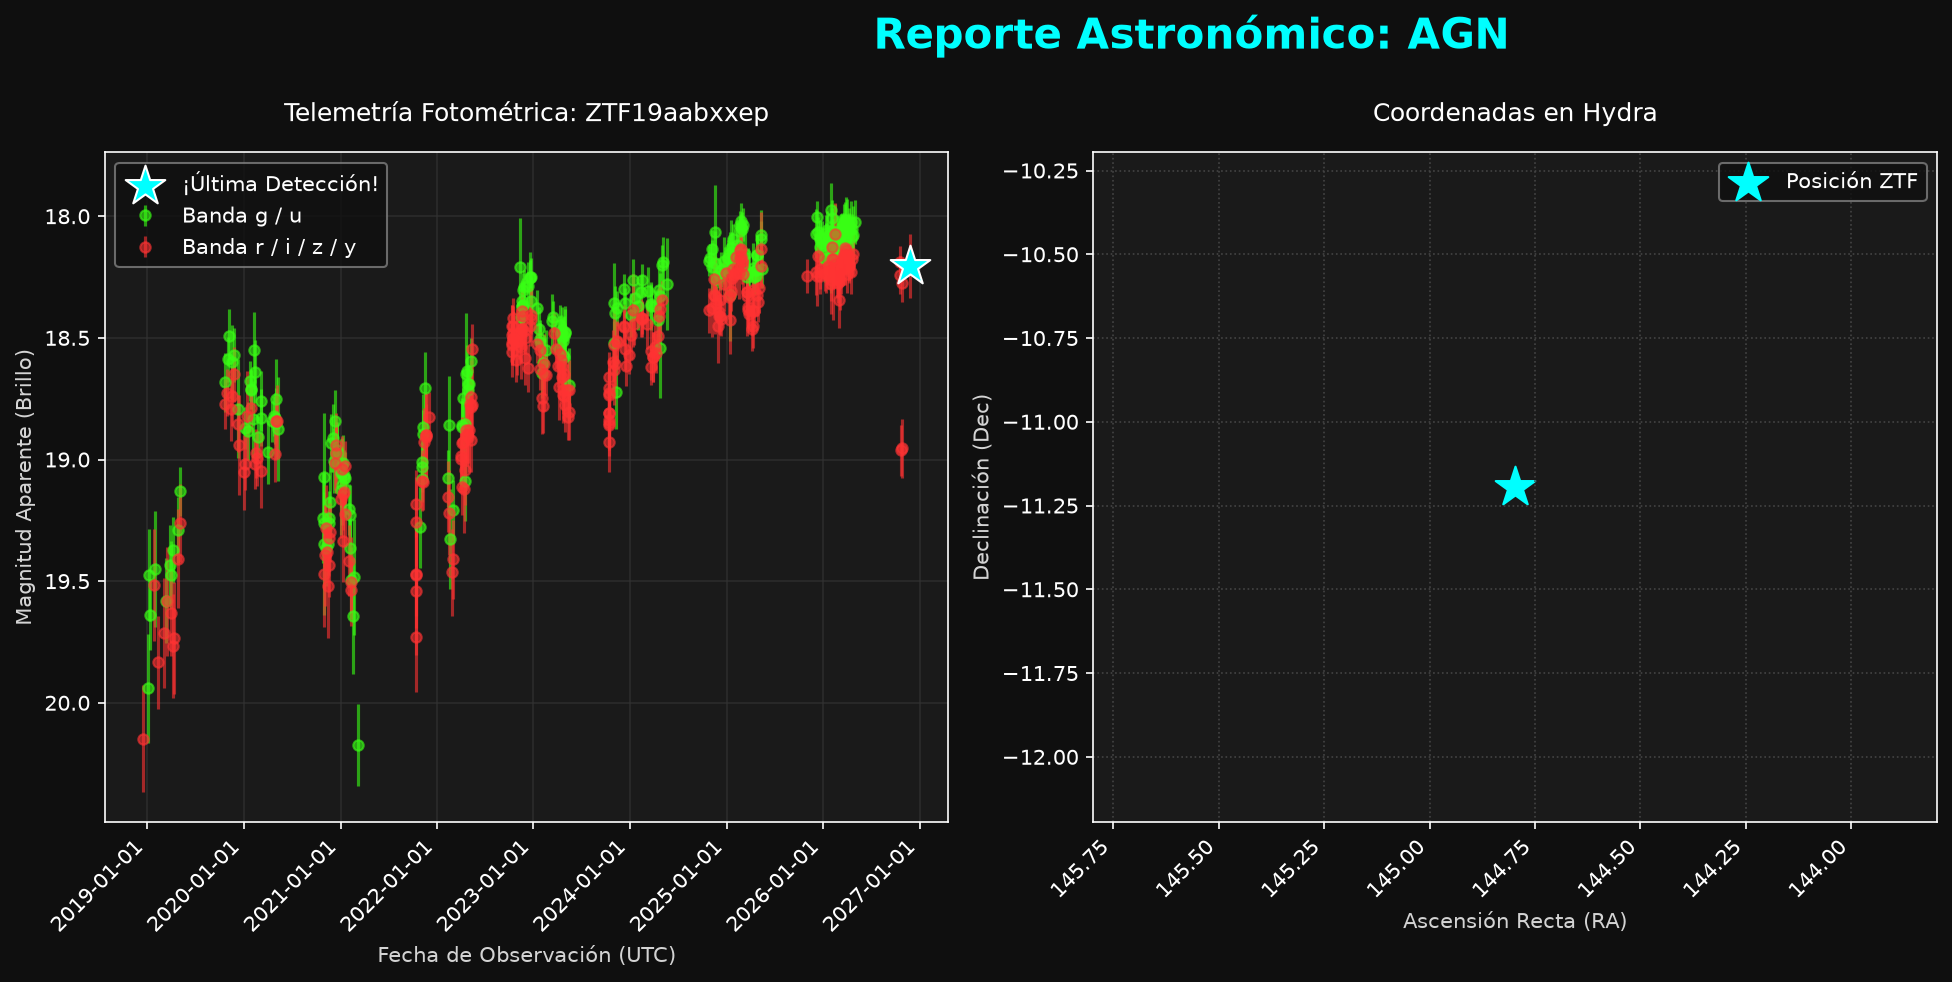 Reporte Astronómico: AGN
Telemetría Fotométrica: ZTF19aabxxep
¡Última Detección!
Banda g / u
Banda r / i / z / y
Magnitud Aparente (Brillo)
18.0
18.5
19.0
19.5
20.0
2019-01-01
2020-01-01
2021-01-01
2022-01-01
2023-01-01
2024-01-01
2025-01-01
2026-01-01
2027-01-01
Fecha de Observación (UTC)
Coordenadas en Hydra
Posición ZTF
Declinación (Dec)
−10.25
−10.50
−10.75
−11.00
−11.25
−11.50
−11.75
−12.00
145.75
145.50
145.25
145.00
144.75
144.50
144.25
144.00
Ascensión Recta (RA)